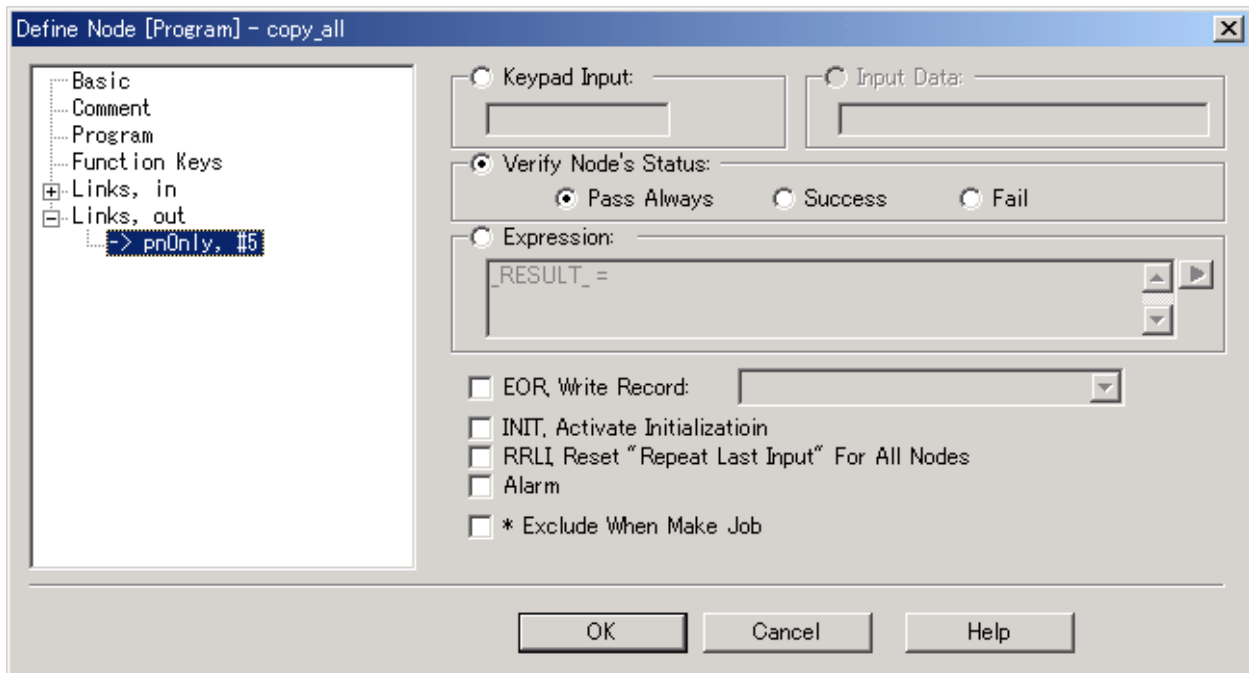 Define Node [Program] - copy_all
Basic
Comment
Program
Function Keys
Links, in
Links, out
-> pnOnly, #5
Keypad Input:
Input Data:
Verify Node's Status:
Pass Always
Success
Fail
Expression:
_RESULT_ =
EOR, Write Record:
INIT, Activate Initializatioin
RRLI, Reset "Repeat Last Input" For All Nodes
Alarm
* Exclude When Make Job
OK
Cancel
Help